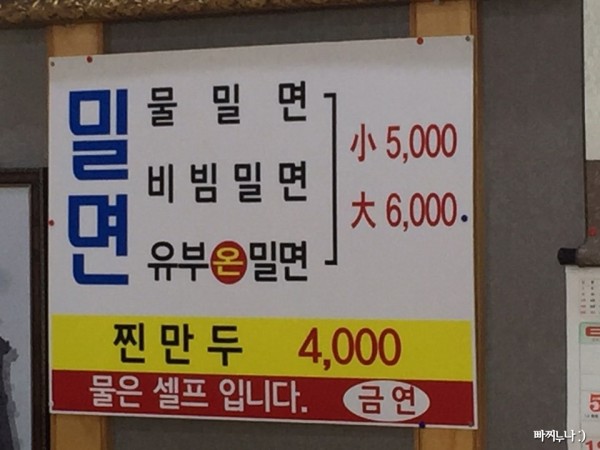 밀면
물 밀 면
비 빔 밀 면
유부온밀면
小 5,000
大 6,000
찐만두 4,000
물은 셀프 입니다. 금연
빠찌누나:)